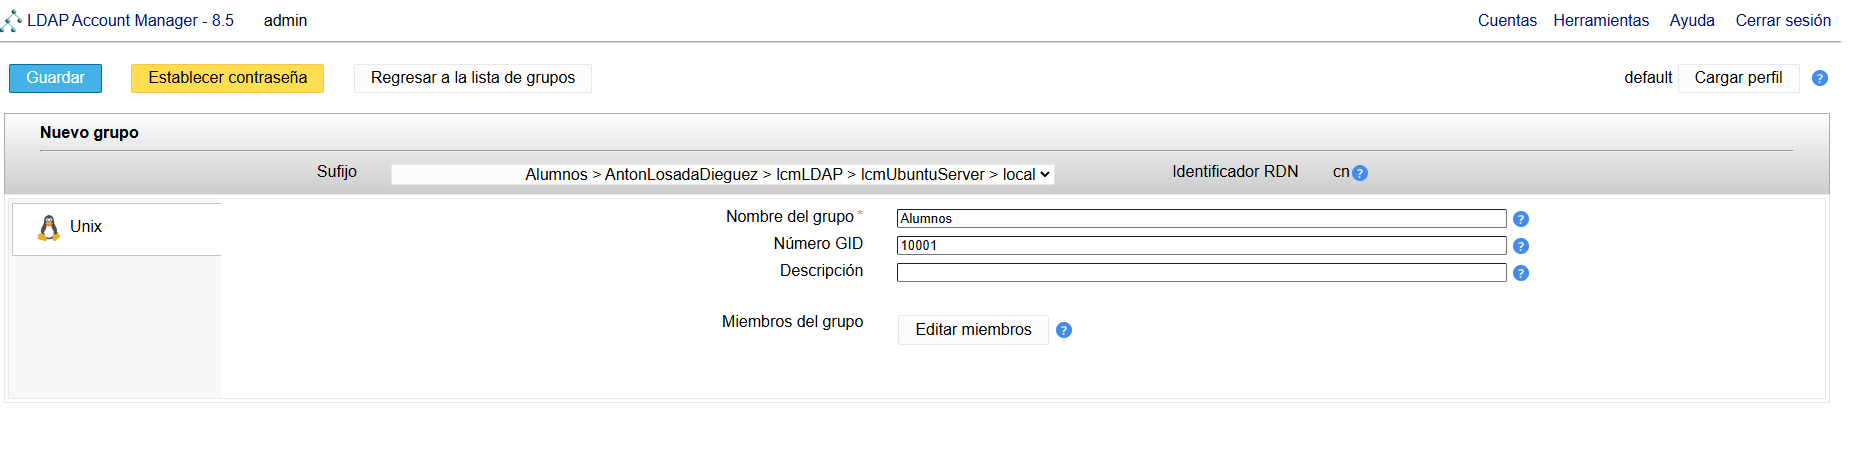 LDAP Account Manager - 8.5 admin Cuentas Herramientas Ayuda Cerrar sesión
Guardar Establecer contraseña Regresar a la lista de grupos default Cargar perfil ?
Nuevo grupo
Sufijo Alumnos > AntonLosadaDieguez > lcmLDAP > lcmUbuntuServer > local Identificador RDN cn ?
Unix
Nombre del grupo * Alumnos ?
Número GID 10001 ?
Descripción ?
Miembros del grupo Editar miembros ?